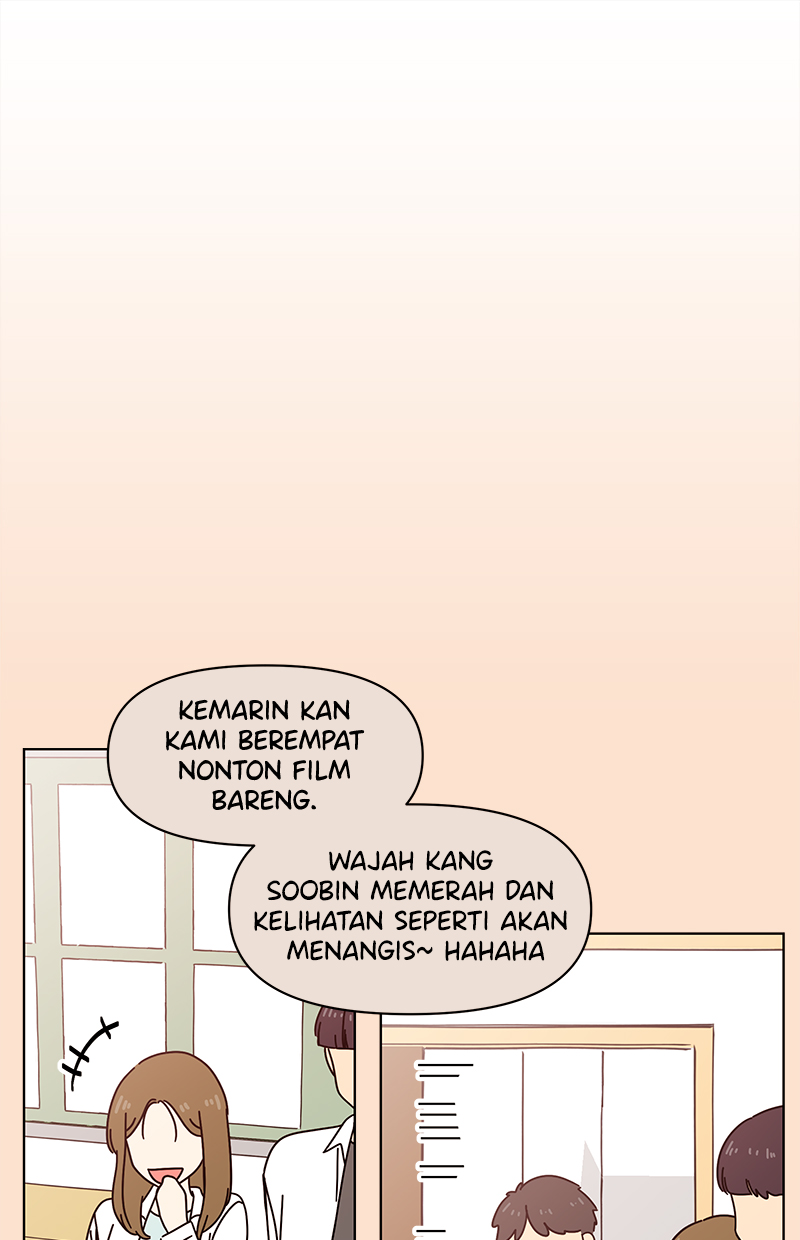 KEMARIN KAN
KAMI BEREMPAT
NONTON FILM
BARENG.
WAJAH KANG
SOOBIN MEMERAH DAN
KELIHATAN SEPERTI AKAN
MENANGIS~ HAHAHA